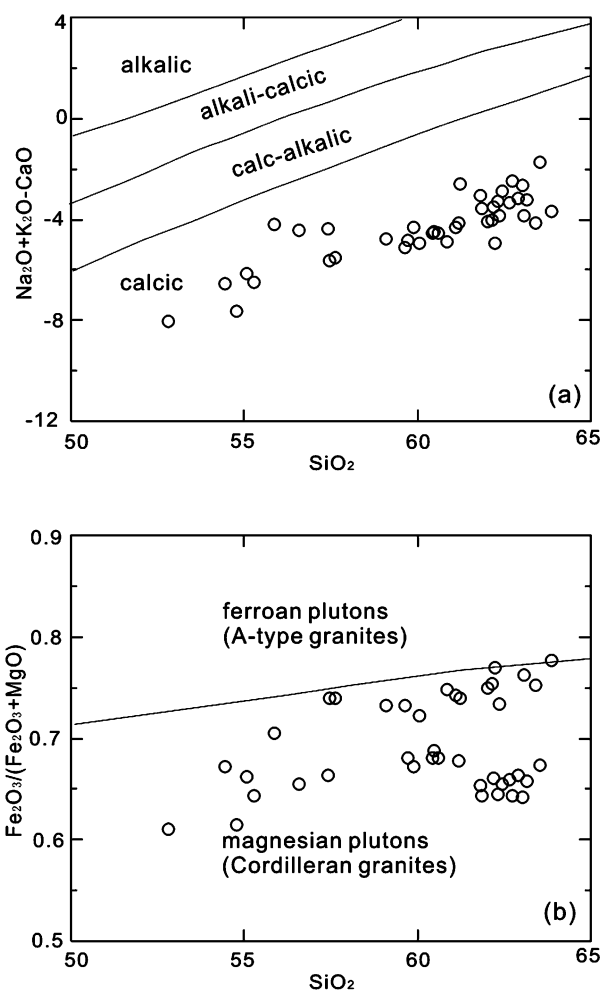 4
0
-4
-8
-12
Na₂O+K₂O-CaO
alkalic
alkali-calcic
calc-alkalic
calcic
(a)
50
55
60
65
SiO₂
0.9
0.8
0.7
0.6
0.5
Fe₂O₃/(Fe₂O₃+MgO)
ferroan plutons
(A-type granites)
magnesian plutons
(Cordilleran granites)
(b)
50
55
60
65
SiO₂